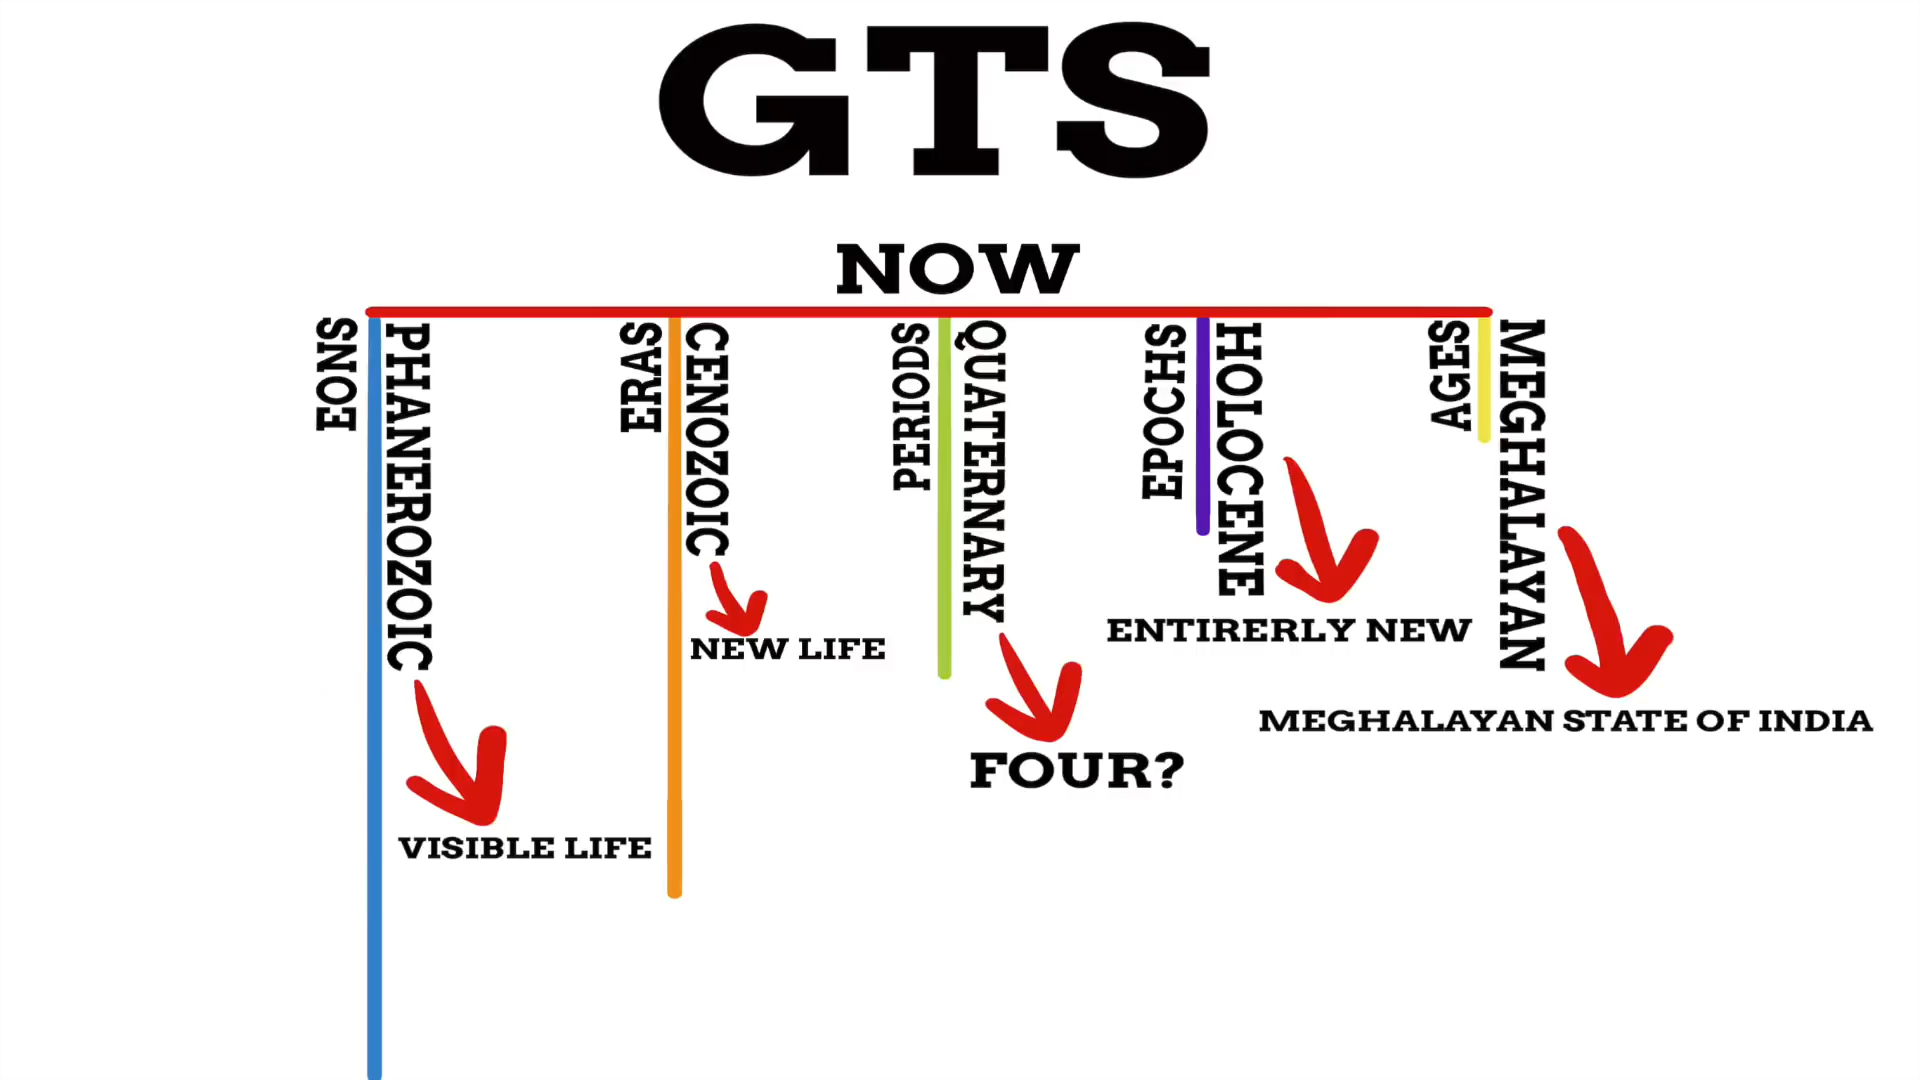 GTS
NOW
EONS
PHANEROZOIC
VISIBLE LIFE
ERAS
CENOZOIC
NEW LIFE
PERIODS
QUATERNARY
FOUR?
EPOCHS
HOLOCENE
ENTIRERLY NEW
AGES
MEGHALAYAN
MEGHALAYAN STATE OF INDIA